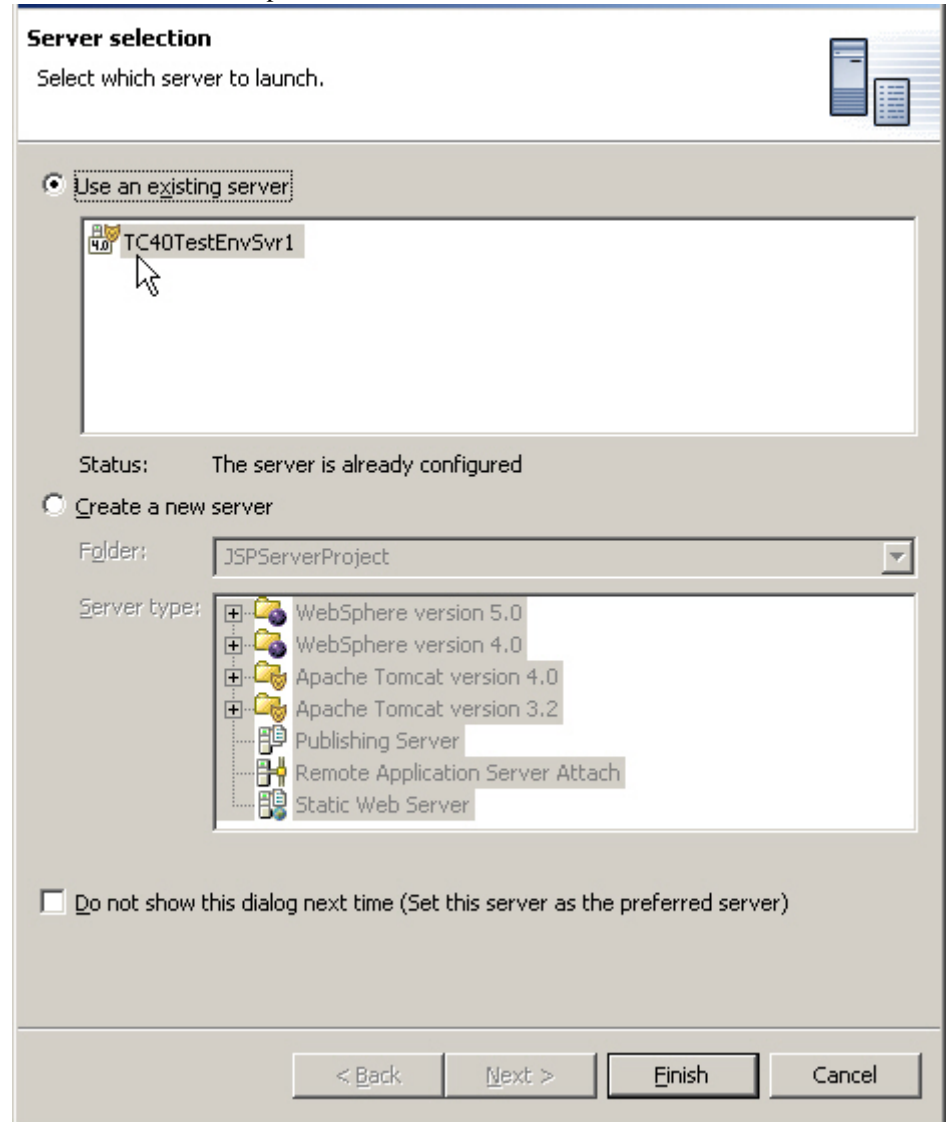 Server selection
Select which server to launch.
Use an existing server
4.0 TC40TestEnvSvr1
Status: The server is already configured
Create a new server
Folder: JSPServerProject
Server type: WebSphere version 5.0
WebSphere version 4.0
Apache Tomcat version 4.0
Apache Tomcat version 3.2
Publishing Server
Remote Application Server Attach
Static Web Server
Do not show this dialog next time (Set this server as the preferred server)
< Back Next > Finish Cancel